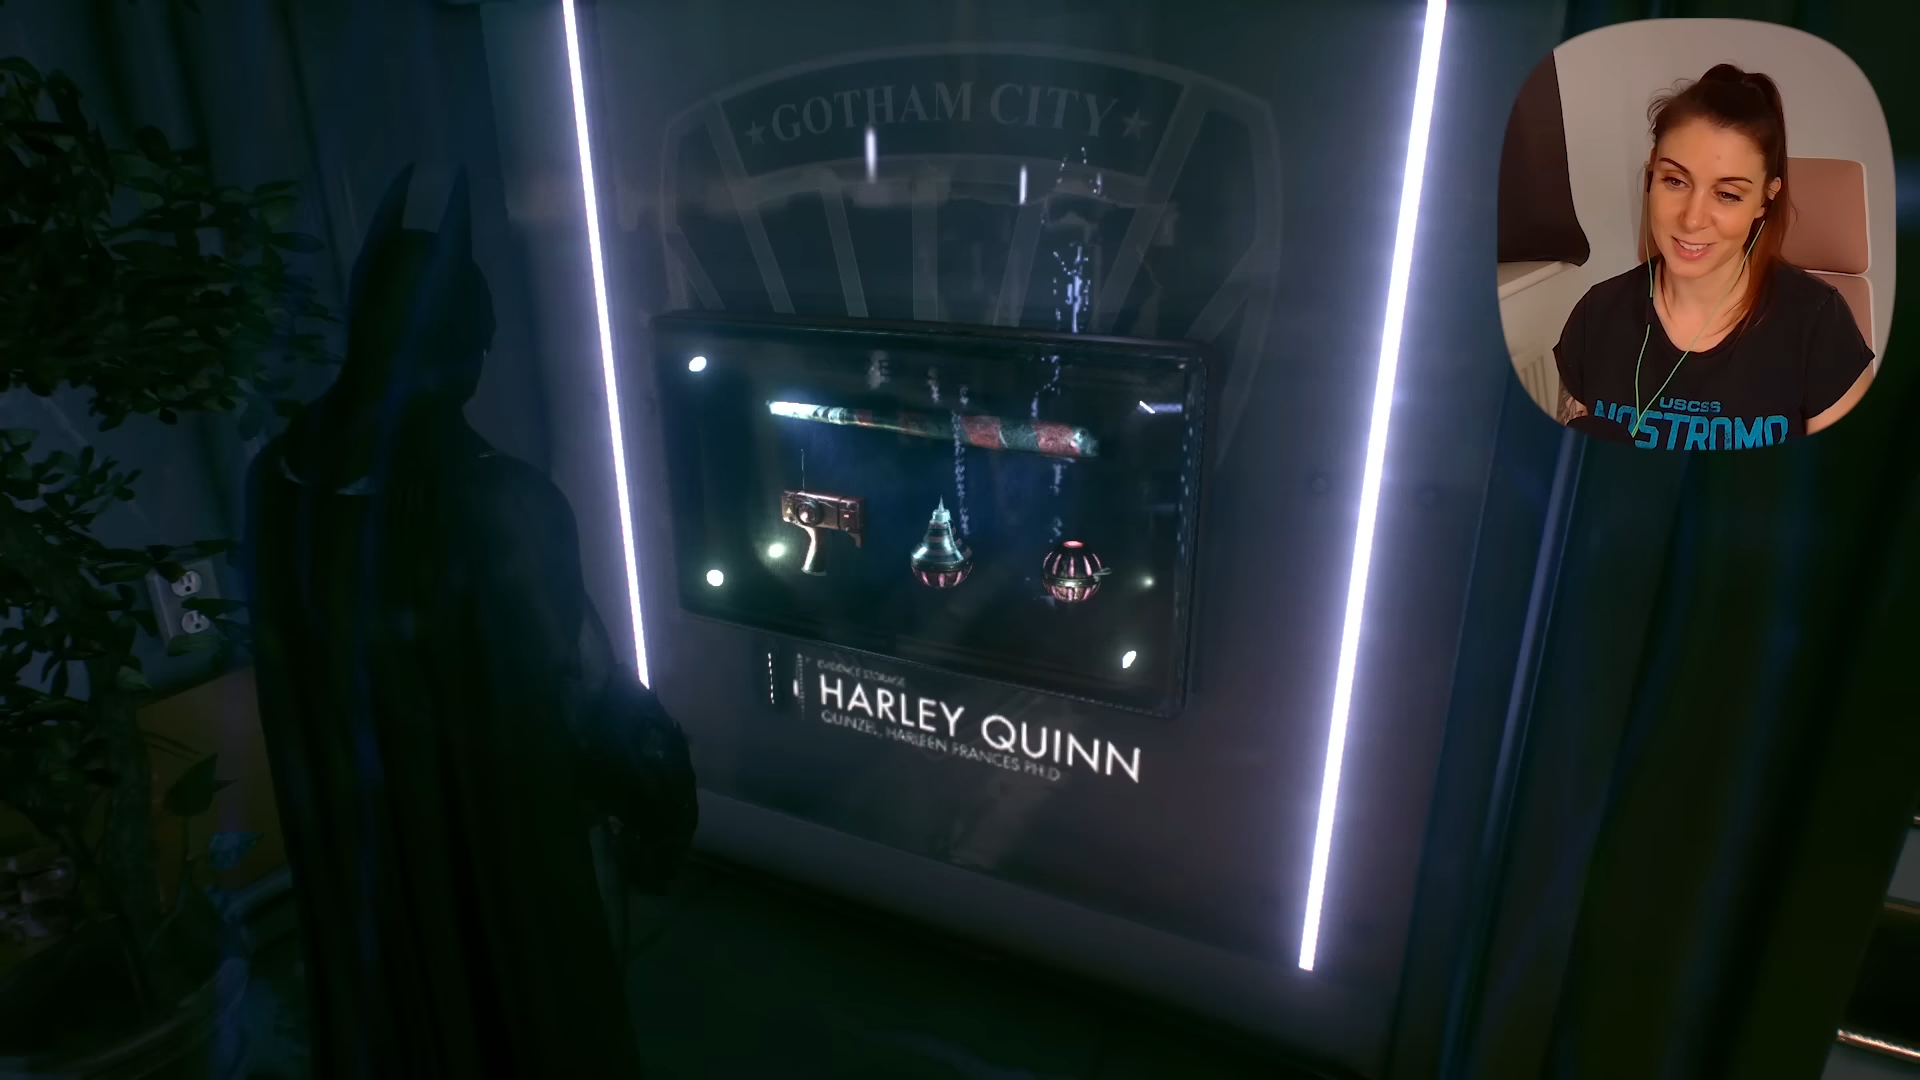 ★GOTHAM CITY★
EVIDENCE STORAGE
HARLEY QUINN
QUINZEL, HARLEEN FRANCES PH.D
USCSS
NOSTROMO